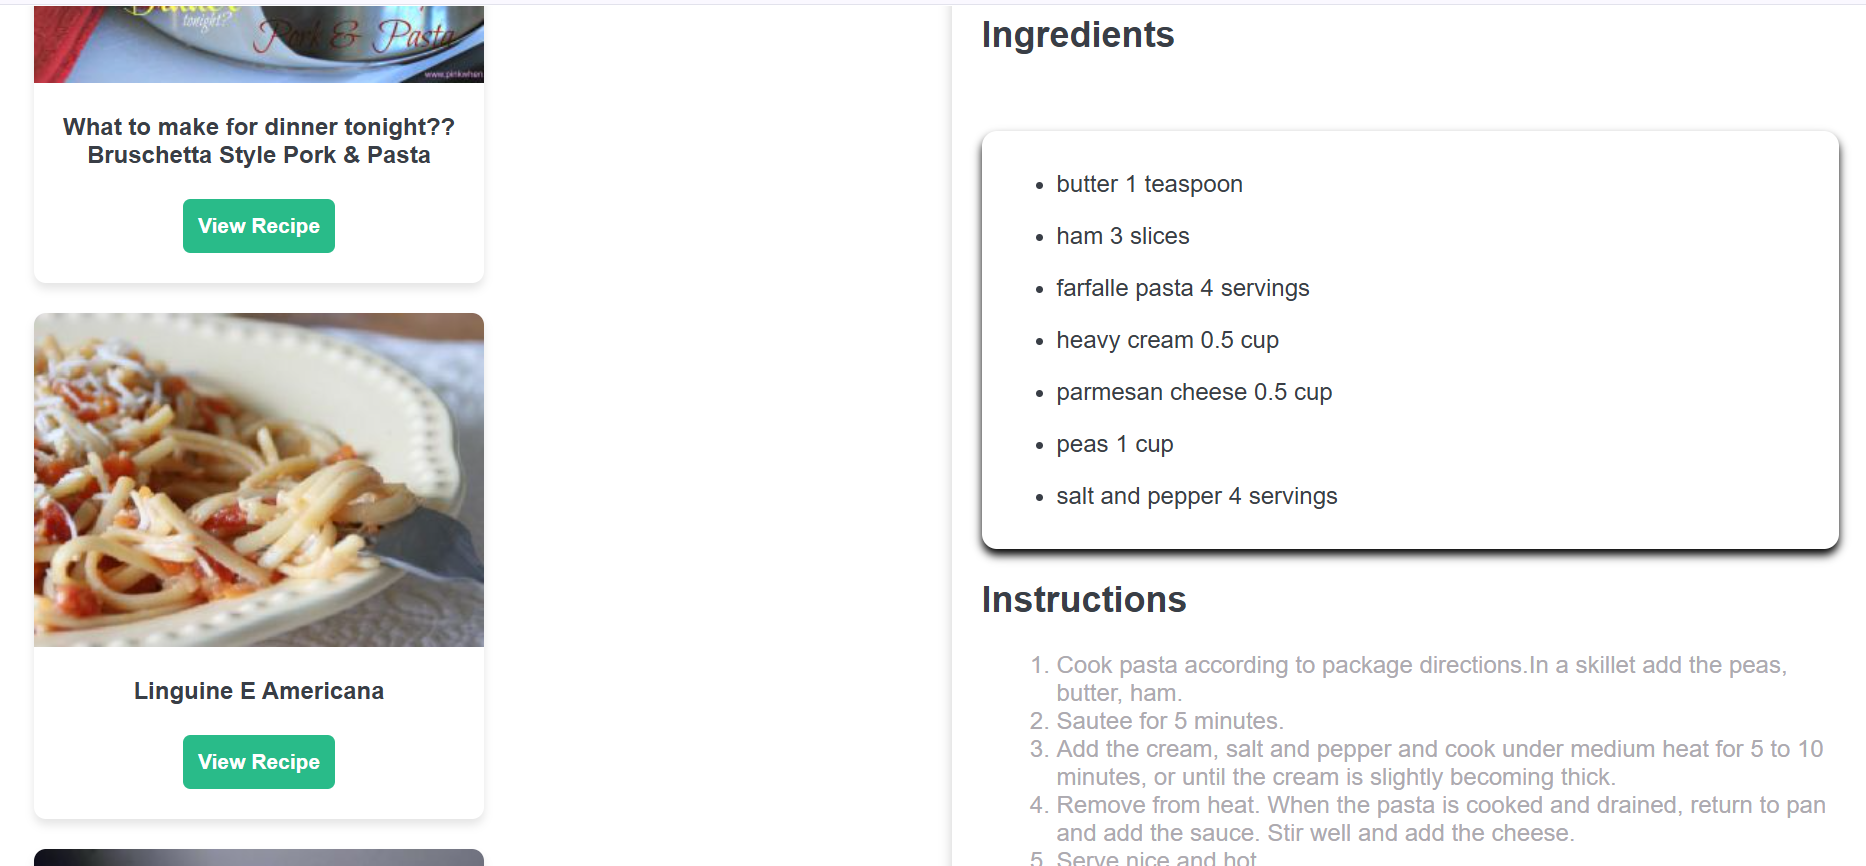 tonight?
Pork & Pasta
www.pinkwhen
What to make for dinner tonight??
Bruschetta Style Pork & Pasta
View Recipe
Linguine E Americana
View Recipe
Ingredients
butter 1 teaspoon
ham 3 slices
farfalle pasta 4 servings
heavy cream 0.5 cup
parmesan cheese 0.5 cup
peas 1 cup
salt and pepper 4 servings
Instructions
1. Cook pasta according to package directions.In a skillet add the peas,
butter, ham.
2. Sautee for 5 minutes.
3. Add the cream, salt and pepper and cook under medium heat for 5 to 10
minutes, or until the cream is slightly becoming thick.
4. Remove from heat. When the pasta is cooked and drained, return to pan
and add the sauce. Stir well and add the cheese.
5. Serve nice and hot